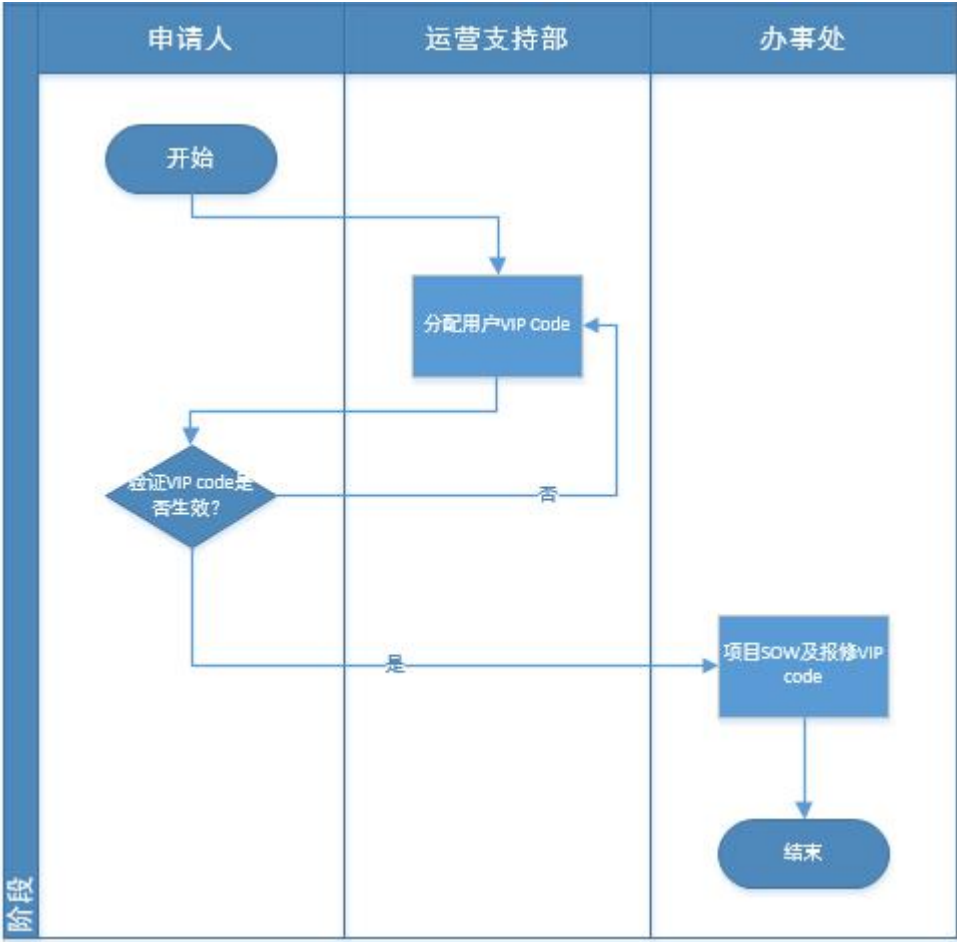 申请人
运营支持部
办事处
开始
分配用户VIP Code
验证VIP code是
否生效?
否
是
项目SOW及报修VIP
code
结束
阶段